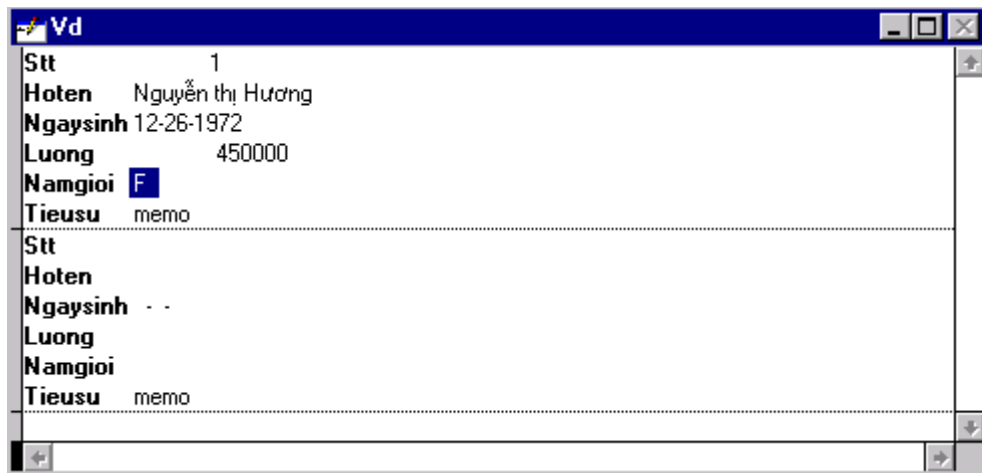 Vd
Stt 1
Hoten Nguyễn thị Hương
Ngaysinh 12-26-1972
Luong 450000
Namgioi F
Tieusu memo
Stt
Hoten
Ngaysinh - -
Luong
Namgioi
Tieusu memo